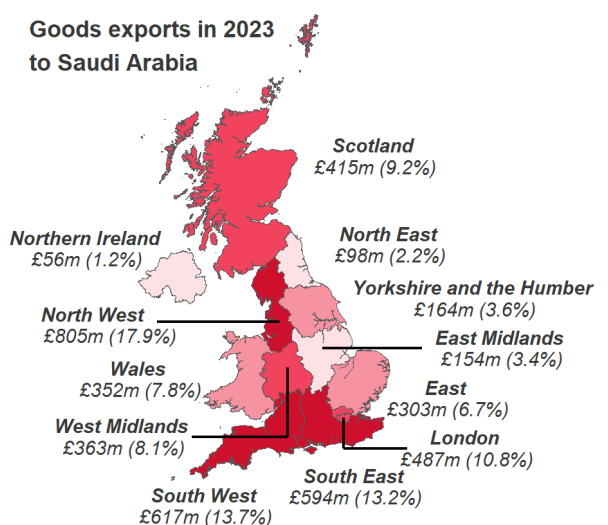 Goods exports in 2023
to Saudi Arabia
Scotland
£415m (9.2%)
Northern Ireland
£56m (1.2%)
North East
£98m (2.2%)
Yorkshire and the Humber
£164m (3.6%)
North West
£805m (17.9%)
East Midlands
£154m (3.4%)
Wales
£352m (7.8%)
East
£303m (6.7%)
West Midlands
£363m (8.1%)
London
£487m (10.8%)
South East
£594m (13.2%)
South West
£617m (13.7%)